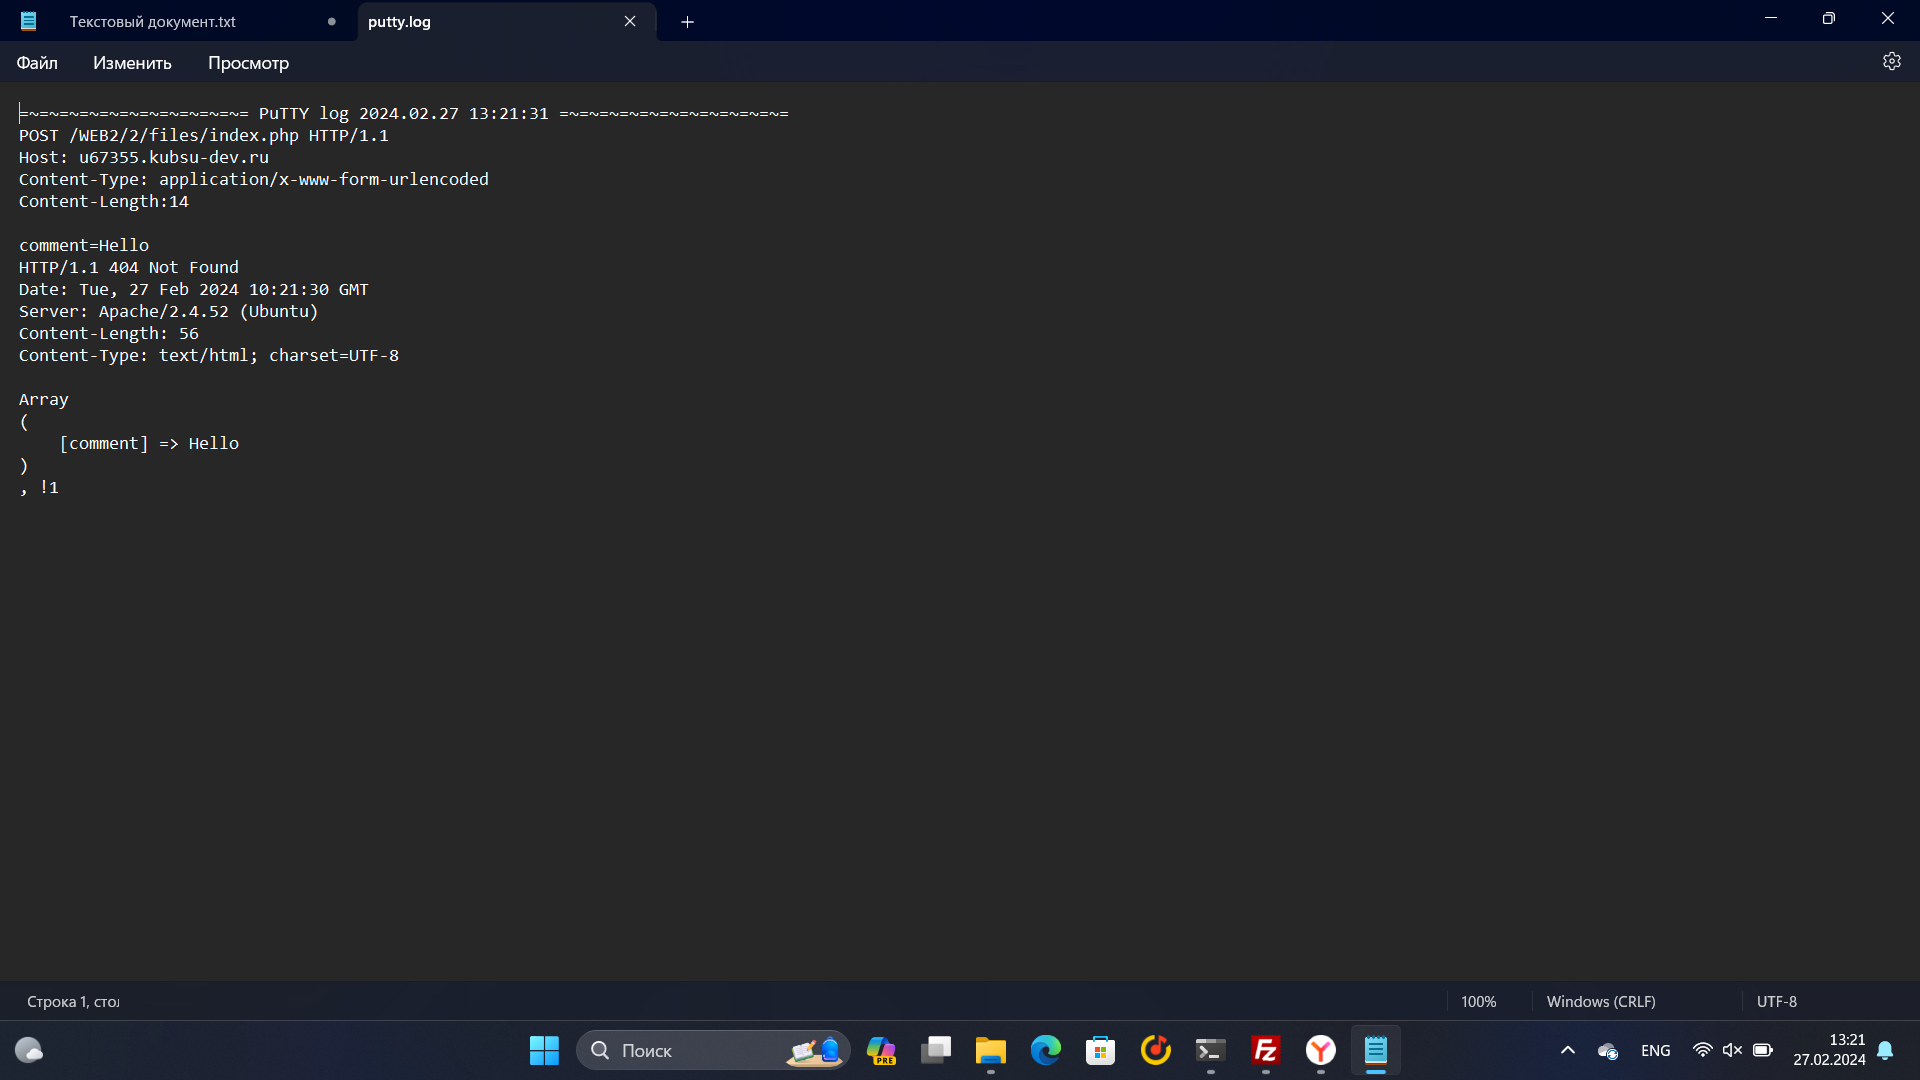 Текстовый документ.txt
putty.log
Файл Изменить Просмотр
=~=~=~=~=~=~=~=~=~=~=~= PuTTY log 2024.02.27 13:21:31 =~=~=~=~=~=~=~=~=~=~=~=
POST /WEB2/2/files/index.php HTTP/1.1
Host: u67355.kubsu-dev.ru
Content-Type: application/x-www-form-urlencoded
Content-Length:14

comment=Hello
HTTP/1.1 404 Not Found
Date: Tue, 27 Feb 2024 10:21:30 GMT
Server: Apache/2.4.52 (Ubuntu)
Content-Length: 56
Content-Type: text/html; charset=UTF-8

Array
(
    [comment] => Hello
)
, !1
Строка 1, стол
100%
Windows (CRLF)
UTF-8
Поиск
PRE
ENG
13:21
27.02.2024